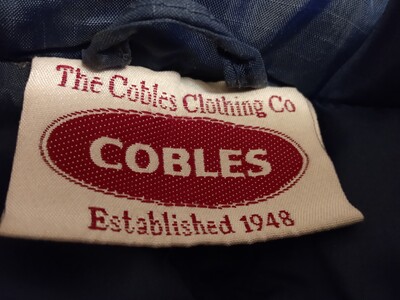 The Cobles Clothing Co
COBLES
Established 1948